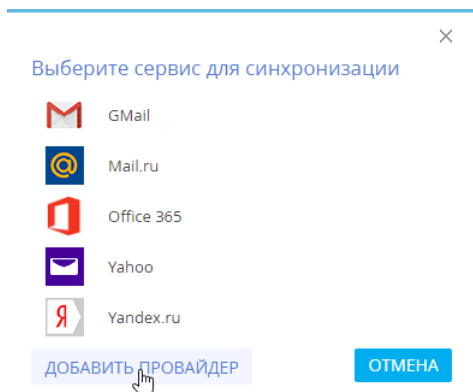 Выберите сервис для синхронизации
GMail
Mail.ru
Office 365
Yahoo
Yandex.ru
ДОБАВИТЬ ПРОВАЙДЕР
ОТМЕНА